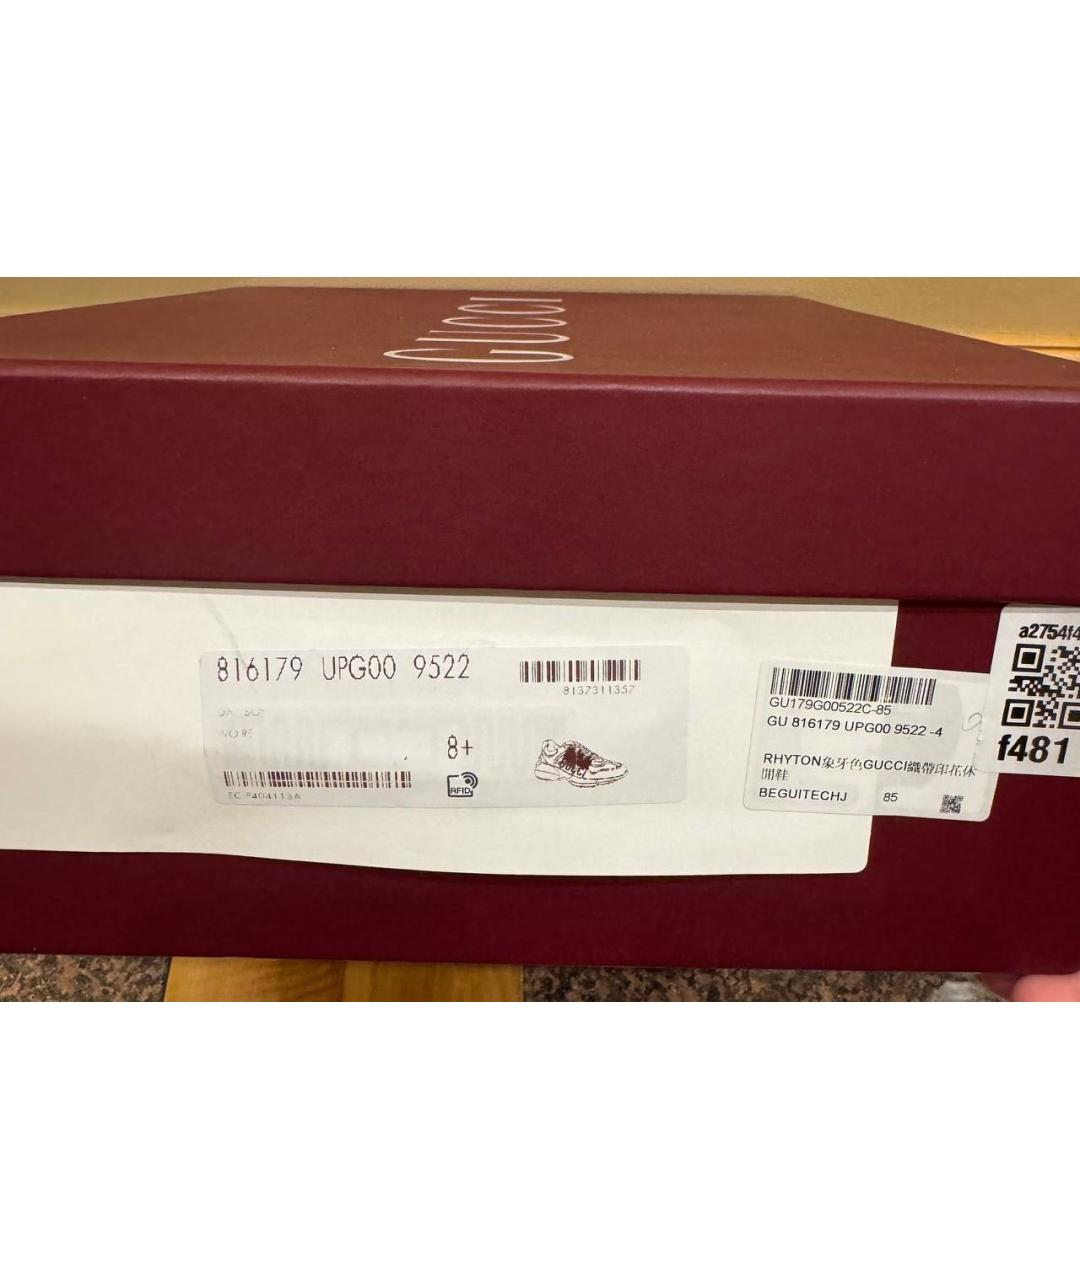 GUCCI
816179 UPG00 9522
8137311357
8+
RFID
GU179G00522C-85
GU 816179 UPG00 9522 -4
RHYTON象牙色GUCCI織帶印花休
閒鞋
BEGUITECHJ 85
a2754f4
f481